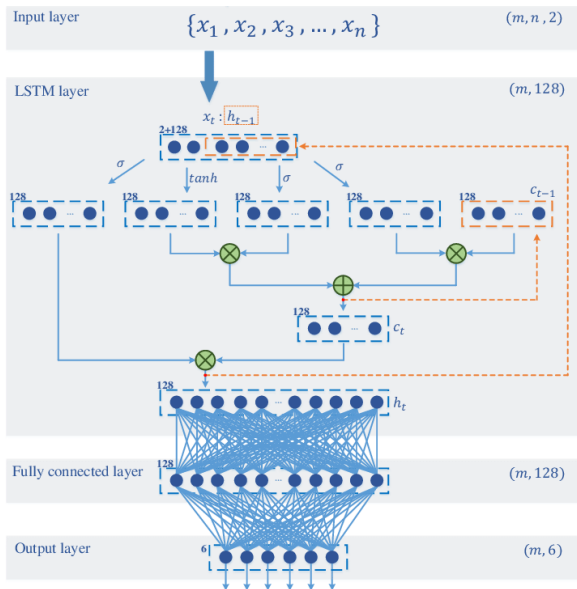 Input layer
{x₁ , x₂ , x₃ , ... , xₙ}
(m, n , 2)
LSTM layer
(m, 128)
xₜ : hₜ₋₁
2+128
...
σ
tanh
σ
σ
128
128
128
128
128
cₜ₋₁
... ... ... ... ...
128
...
cₜ
128
...
hₜ
Fully connected layer
128
...
(m, 128)
Output layer
6
(m, 6)